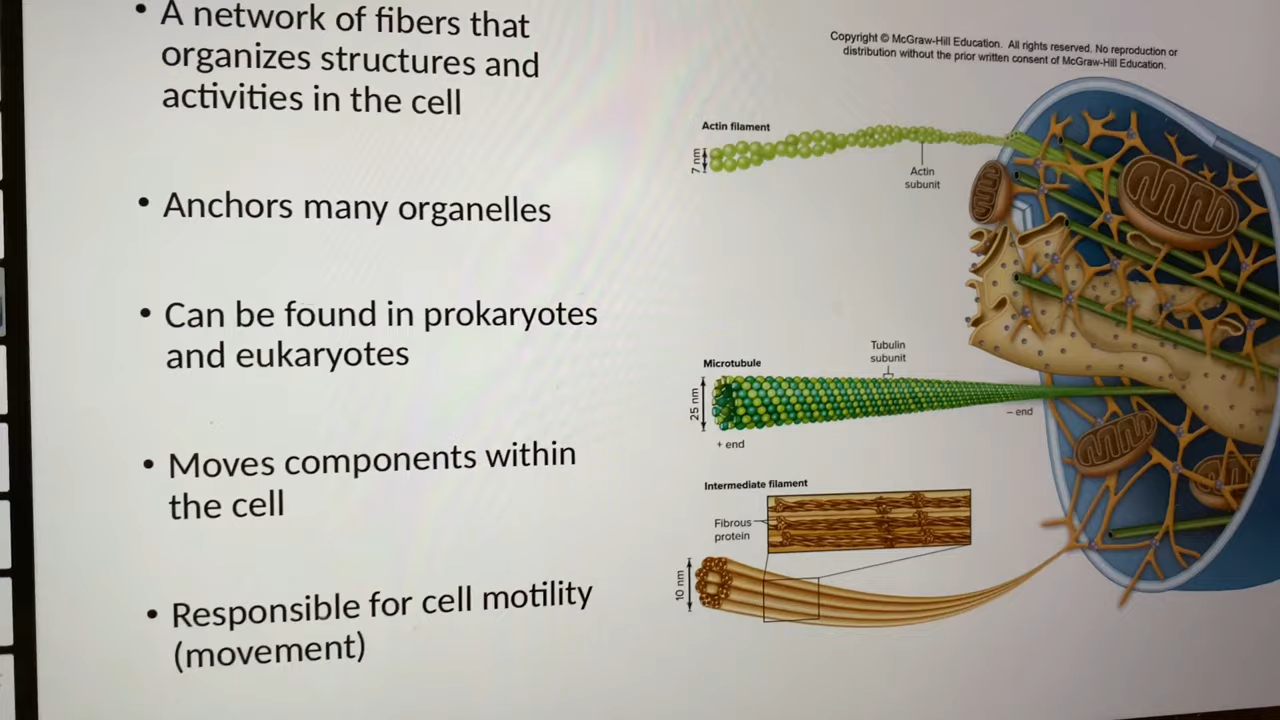 • A network of fibers that
organizes structures and
activities in the cell
• Anchors many organelles
• Can be found in prokaryotes
and eukaryotes
• Moves components within
the cell
• Responsible for cell motility
(movement)
Copyright © McGraw-Hill Education. All rights reserved. No reproduction or
distribution without the prior written consent of McGraw-Hill Education.
Actin filament
7 nm
Actin
subunit
Tubulin
subunit
Microtubule
25 nm
– end
+ end
Intermediate filament
Fibrous
protein
10 nm